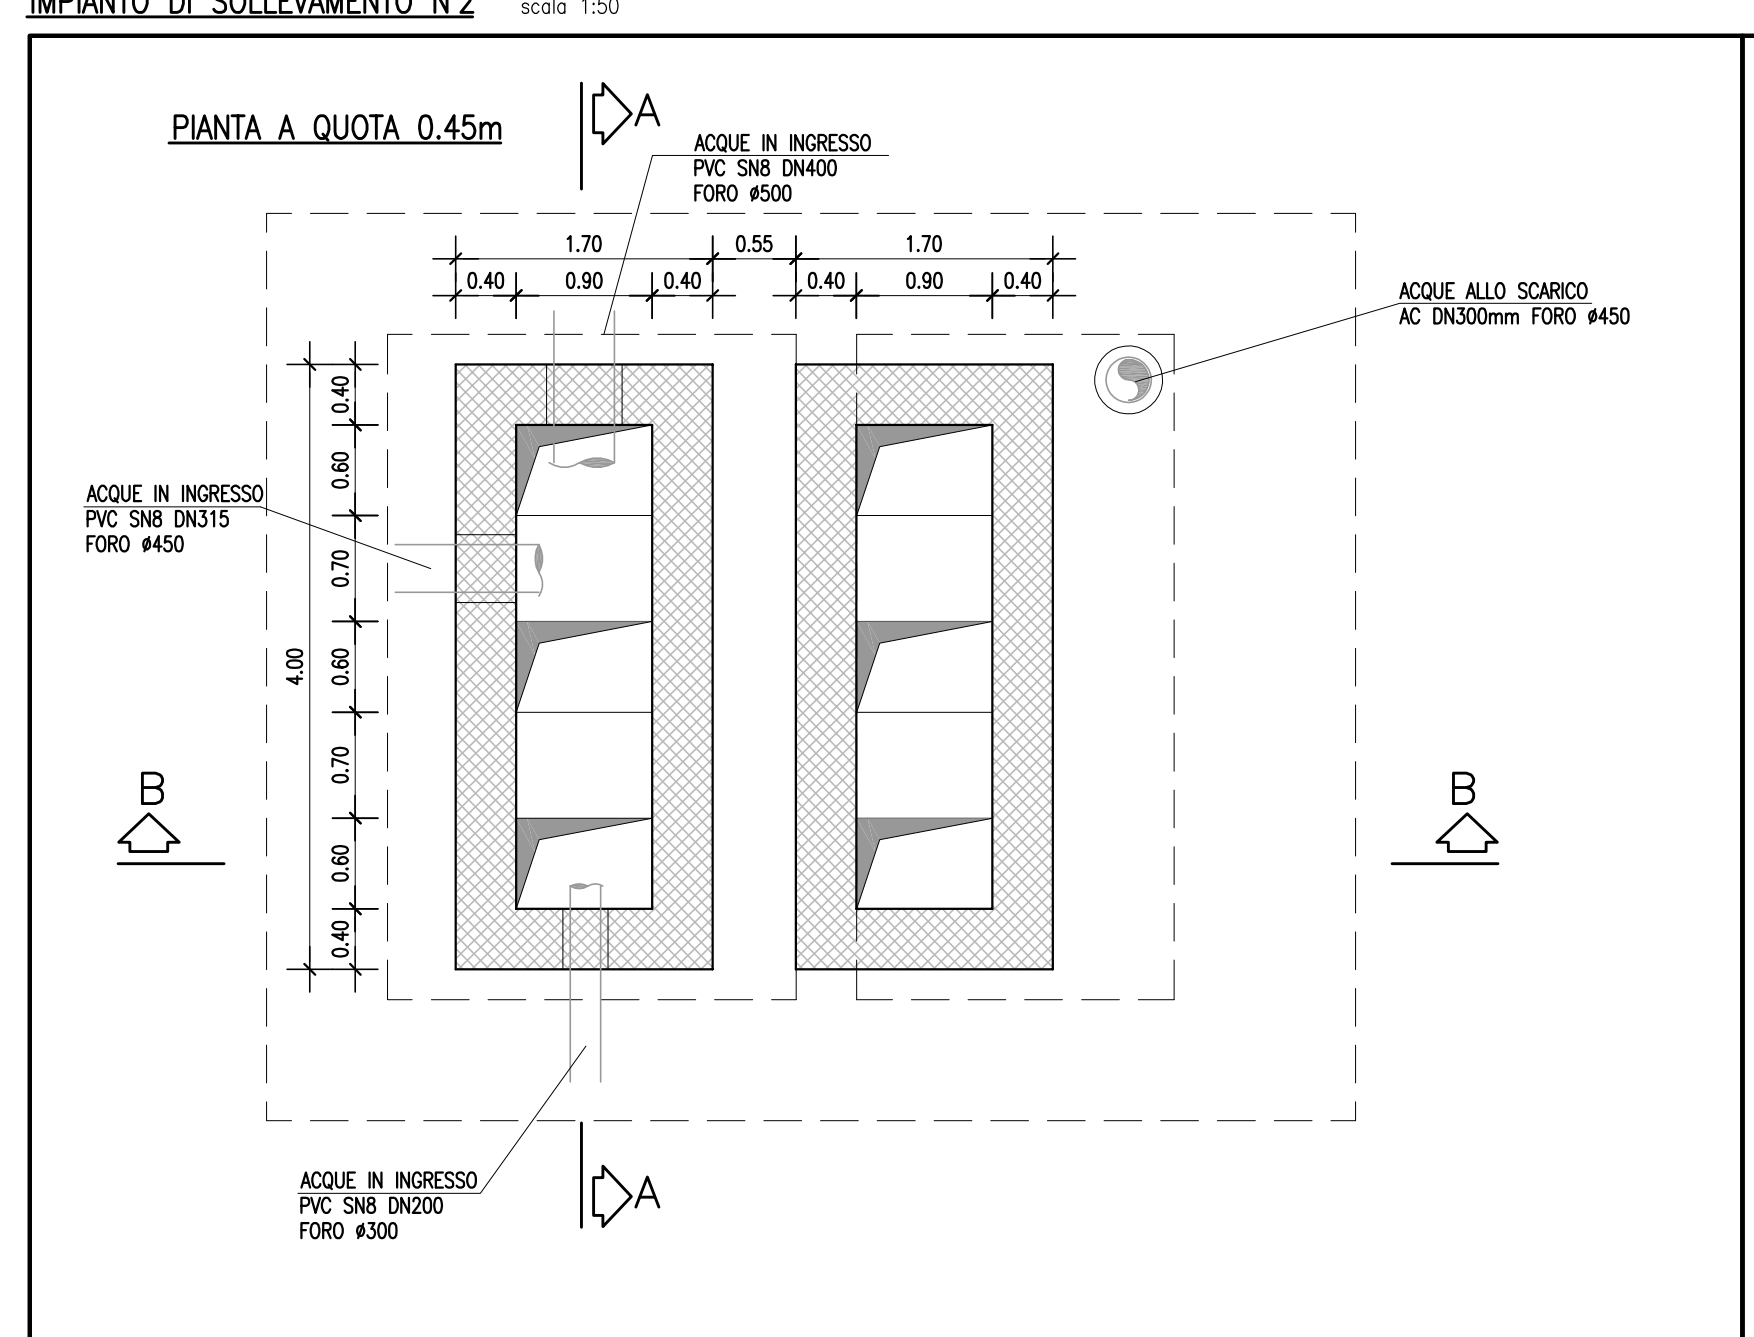 IMPIANTO DI SOLLEVAMENTO N°2 scala 1:50
PIANTA A QUOTA 0.45m
A
ACQUE IN INGRESSO
PVC SN8 DN400
FORO ø500
1.70 0.55 1.70
0.40 0.90 0.40 0.40 0.90 0.40
ACQUE ALLO SCARICO
AC DN300mm FORO ø450
0.40
0.60
ACQUE IN INGRESSO
PVC SN8 DN315
FORO ø450
0.70
4.00
0.60
0.70
B
B
0.60
0.40
ACQUE IN INGRESSO
PVC SN8 DN200
FORO ø300
A